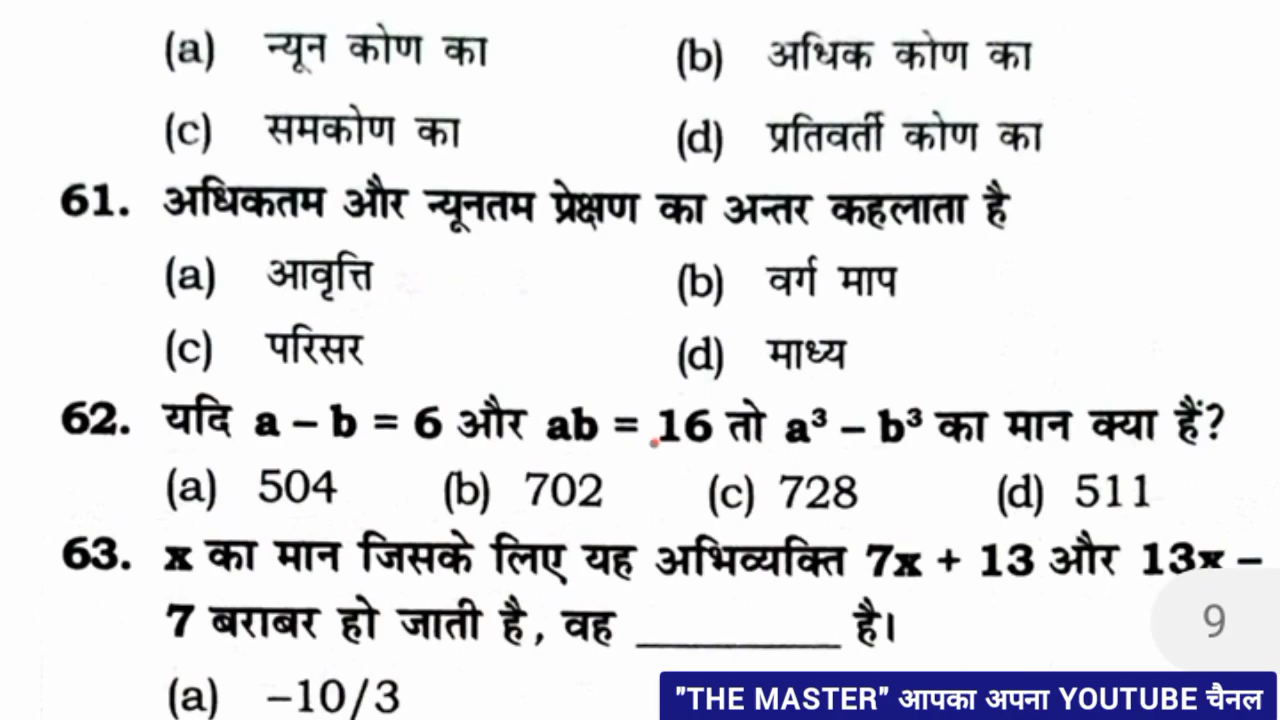 (a) न्यून कोण का (b) अधिक कोण का
(c) समकोण का (d) प्रतिवर्ती कोण का
61. अधिकतम और न्यूनतम प्रेक्षण का अन्तर कहलाता है
(a) आवृत्ति (b) वर्ग माप
(c) परिसर (d) माध्य
62. यदि a – b = 6 और ab = 16 तो a³ – b³ का मान क्या हैं?
(a) 504 (b) 702 (c) 728 (d) 511
63. x का मान जिसके लिए यह अभिव्यक्ति 7x + 13 और 13x –
7 बराबर हो जाती है, वह ________ है।
9
(a) –10/3
"THE MASTER" आपका अपना YOUTUBE चैनल